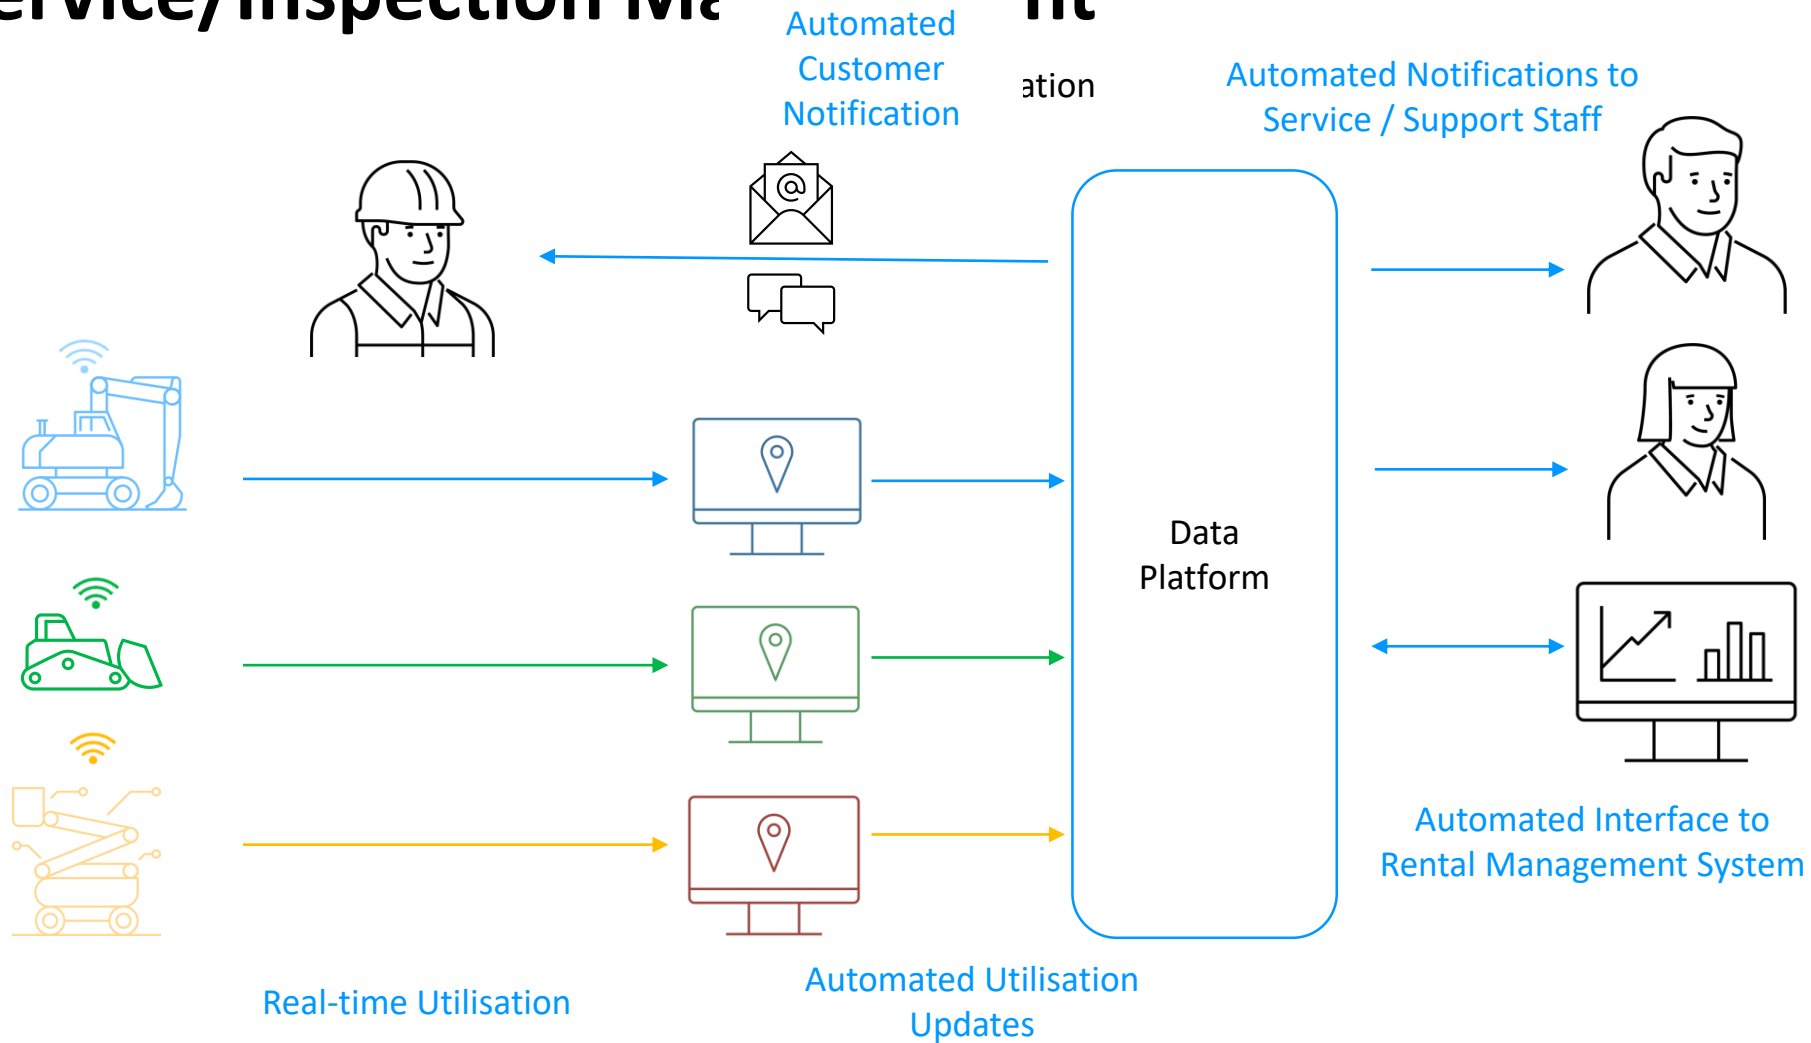 Automated
Customer
Notification
ation
Automated Notifications to
Service / Support Staff
@
Data
Platform
Automated Interface to
Rental Management System
Real-time Utilisation
Automated Utilisation
Updates